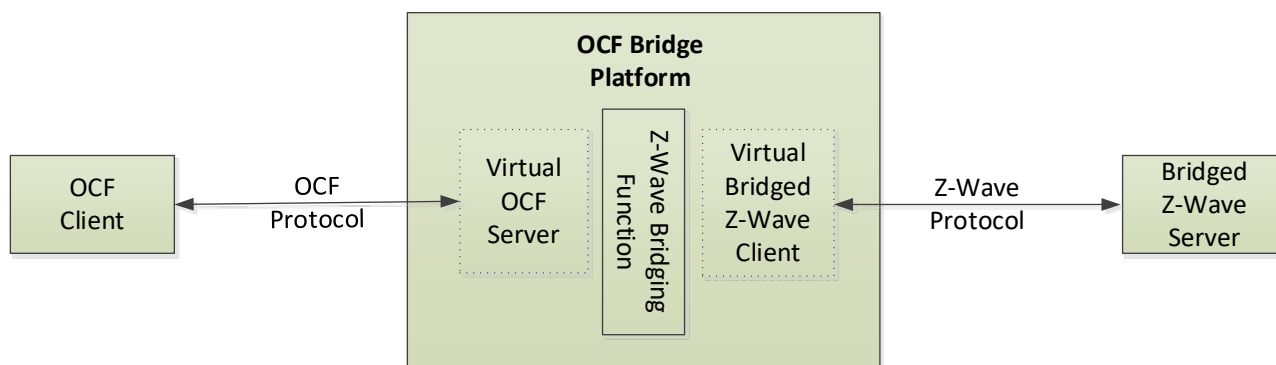 OCF Bridge
Platform
OCF
Client
OCF
Protocol
Virtual
OCF
Server
Z-Wave Bridging
Function
Virtual
Bridged
Z-Wave
Client
Z-Wave
Protocol
Bridged
Z-Wave
Server